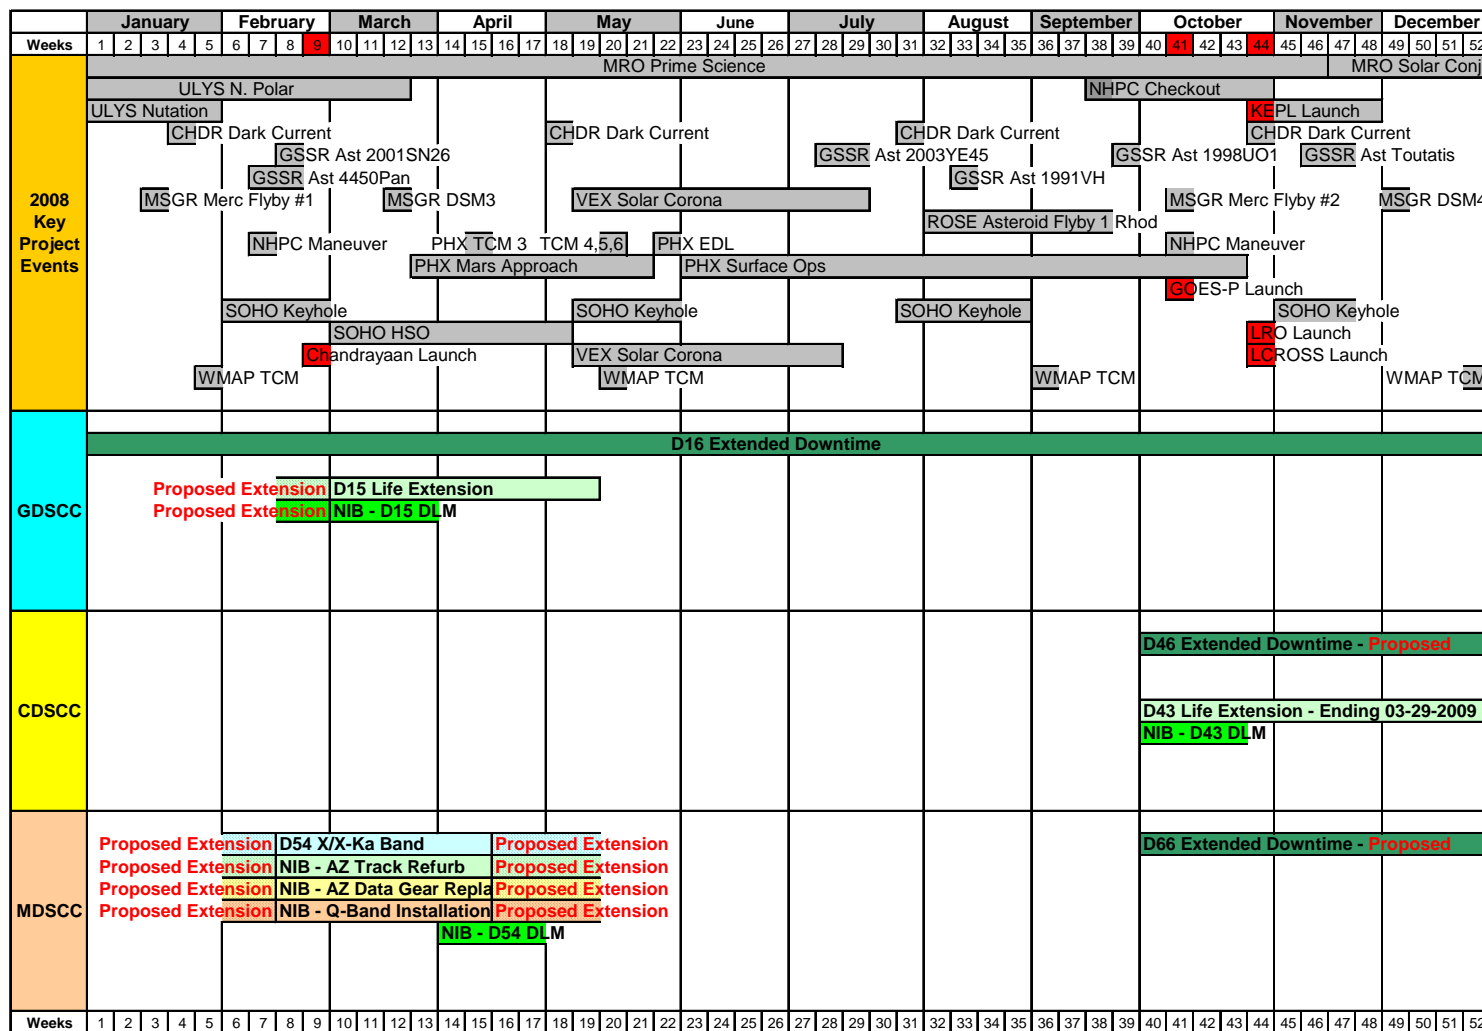 January February March April May June July August September October November December
Weeks 1 2 3 4 5 6 7 8 9 10 11 12 13 14 15 16 17 18 19 20 21 22 23 24 25 26 27 28 29 30 31 32 33 34 35 36 37 38 39 40 41 42 43 44 45 46 47 48 49 50 51 52
MRO Prime Science MRO Solar Conj
ULYS N. Polar NHPC Checkout
ULYS Nutation KEPL Launch
CHDR Dark Current CHDR Dark Current CHDR Dark Current CHDR Dark Current
GSSR Ast 2001SN26 GSSR Ast 2003YE45 GSSR Ast 1998UO1 GSSR Ast Toutatis
GSSR Ast 4450Pan GSSR Ast 1991VH
2008 Key Project Events
MSGR Merc Flyby #1 MSGR DSM3 VEX Solar Corona MSGR Merc Flyby #2 MSGR DSM4
ROSE Asteroid Flyby 1 Rhod
NHPC Maneuver PHX TCM 3 TCM 4,5,6 PHX EDL NHPC Maneuver
PHX Mars Approach PHX Surface Ops
GOES-P Launch
SOHO Keyhole SOHO Keyhole SOHO Keyhole SOHO Keyhole
SOHO HSO LRO Launch
Chandrayaan Launch VEX Solar Corona LCROSS Launch
WMAP TCM WMAP TCM WMAP TCM WMAP TCM
D16 Extended Downtime
Proposed Extension D15 Life Extension
GDSCC Proposed Extension NIB - D15 DLM
D46 Extended Downtime - Proposed
CDSCC D43 Life Extension - Ending 03-29-2009
NIB - D43 DLM
Proposed Extension D54 X/X-Ka Band Proposed Extension D66 Extended Downtime - Proposed
Proposed Extension NIB - AZ Track Refurb Proposed Extension
Proposed Extension NIB - AZ Data Gear Repla Proposed Extension
MDSCC Proposed Extension NIB - Q-Band Installation Proposed Extension
NIB - D54 DLM
Weeks 1 2 3 4 5 6 7 8 9 10 11 12 13 14 15 16 17 18 19 20 21 22 23 24 25 26 27 28 29 30 31 32 33 34 35 36 37 38 39 40 41 42 43 44 45 46 47 48 49 50 51 52